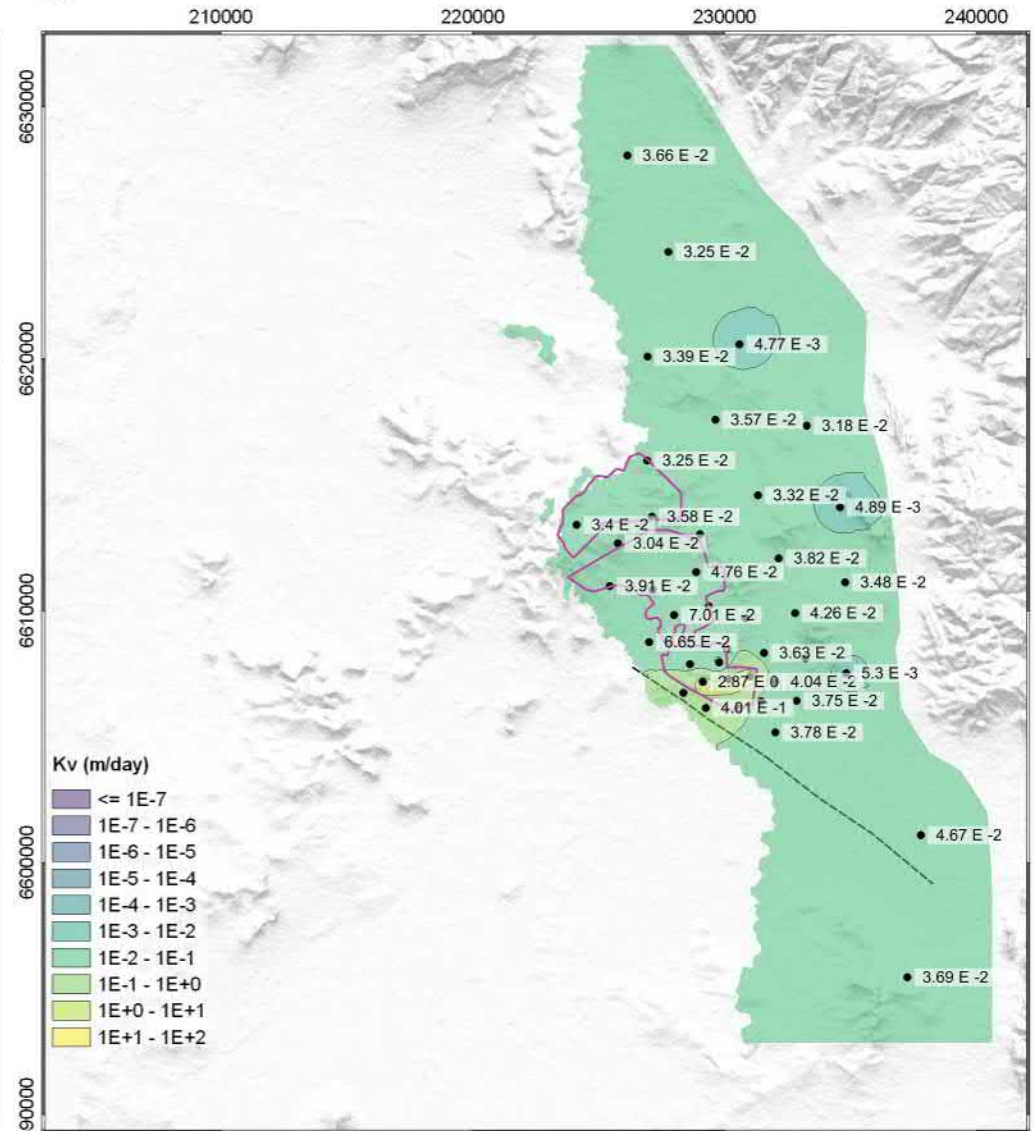 210000 220000 230000 240000
6630000
3.66 E -2
3.25 E -2
6620000
4.77 E -3
3.39 E -2
3.57 E -2
3.18 E -2
3.25 E -2
3.32 E -2
4.89 E -3
3.58 E -2
3.4 E -2
3.04 E -2
3.82 E -2
4.76 E -2
3.48 E -2
3.91 E -2
6610000
7.01 E -2
4.26 E -2
6.65 E -2
3.63 E -2
5.3 E -3
2.87 E 0
4.04 E -2
3.75 E -2
4.01 E -1
3.78 E -2
4.67 E -2
6600000
3.69 E -2
Kv (m/day)
<= 1E-7
1E-7 - 1E-6
1E-6 - 1E-5
1E-5 - 1E-4
1E-4 - 1E-3
1E-3 - 1E-2
1E-2 - 1E-1
1E-1 - 1E+0
1E+0 - 1E+1
1E+1 - 1E+2
90000